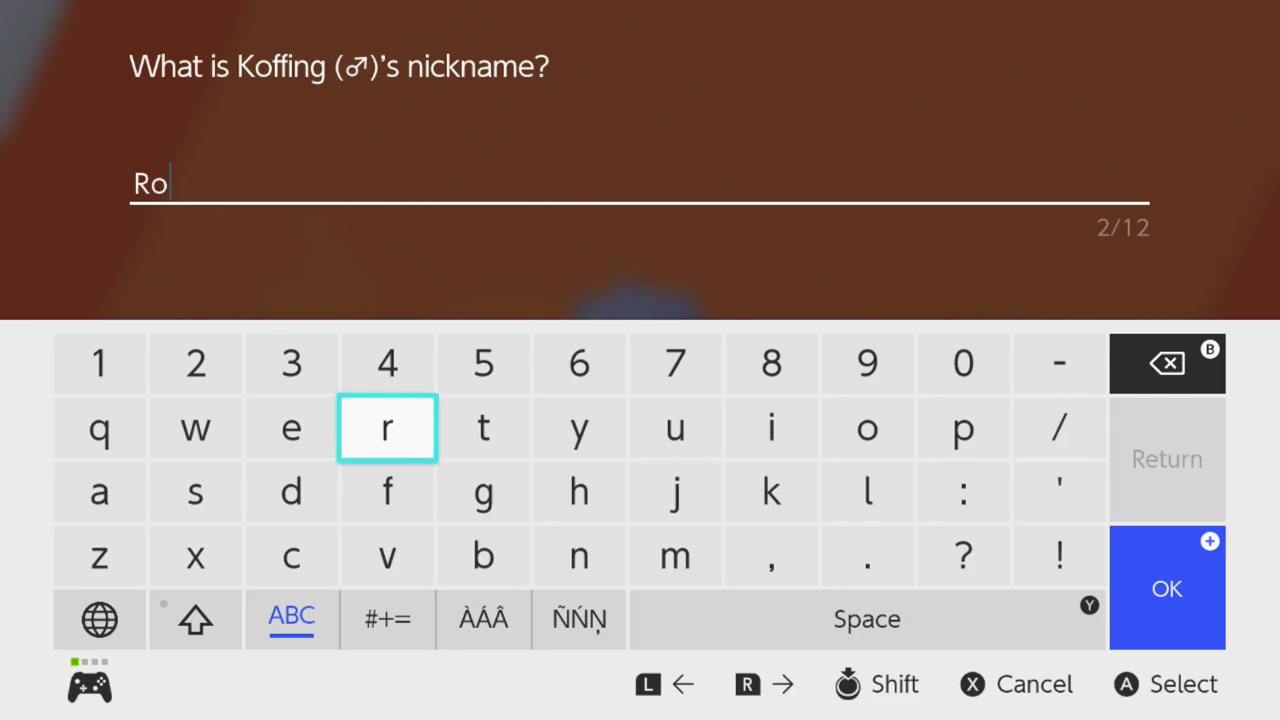 What is Koffing (♂)'s nickname?
Ro
2/12
1 2 3 4 5 6 7 8 9 0 - B
q w e r t y u i o p /
Return
a s d f g h j k l : '
z x c v b n m , . ? ! +
OK
ABC #+= ÀÁÂ ÑŃŅ Space Y
L ← R → Shift X Cancel A Select